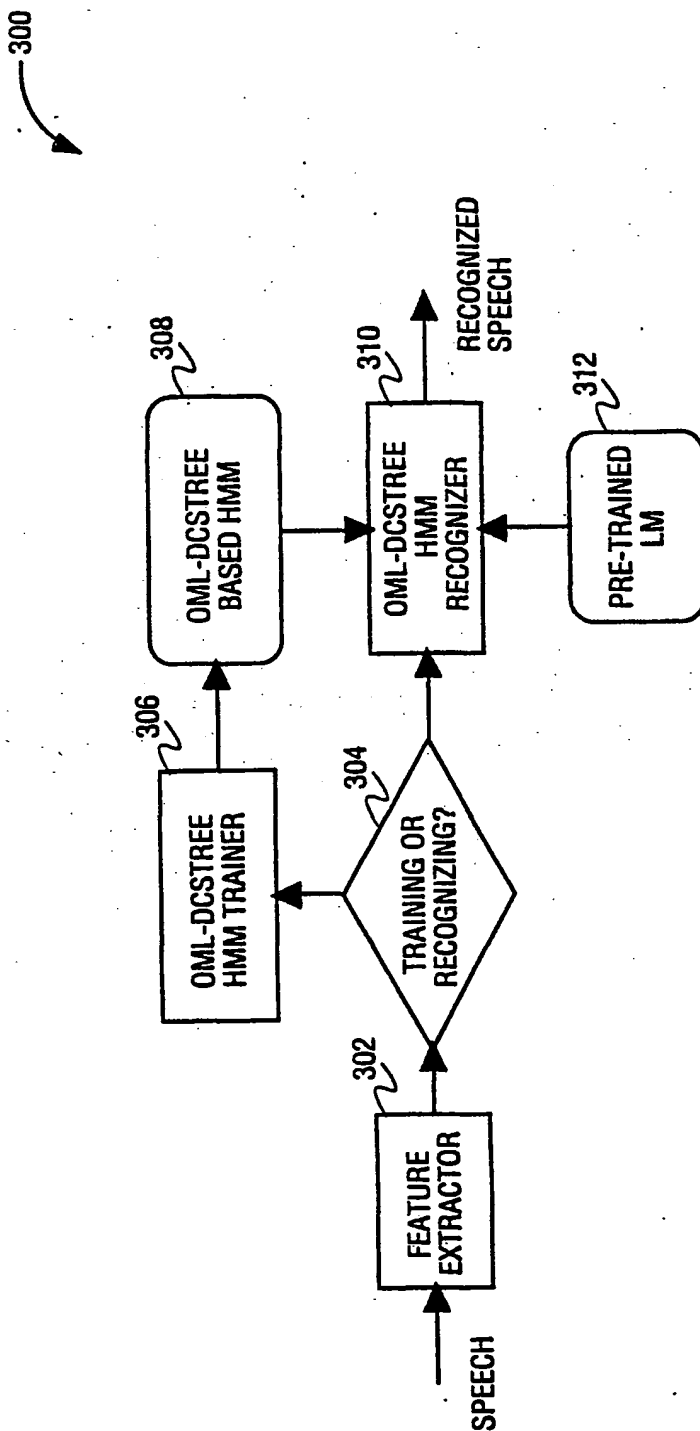 300
308
OML-DCSTREE
BASED HMM
306
OML-DCSTREE
HMM TRAINER
310
OML-DCSTREE
HMM
RECOGNIZER
RECOGNIZED
SPEECH
304
TRAINING OR
RECOGNIZING?
302
FEATURE
EXTRACTOR
SPEECH
312
PRE-TRAINED
LM